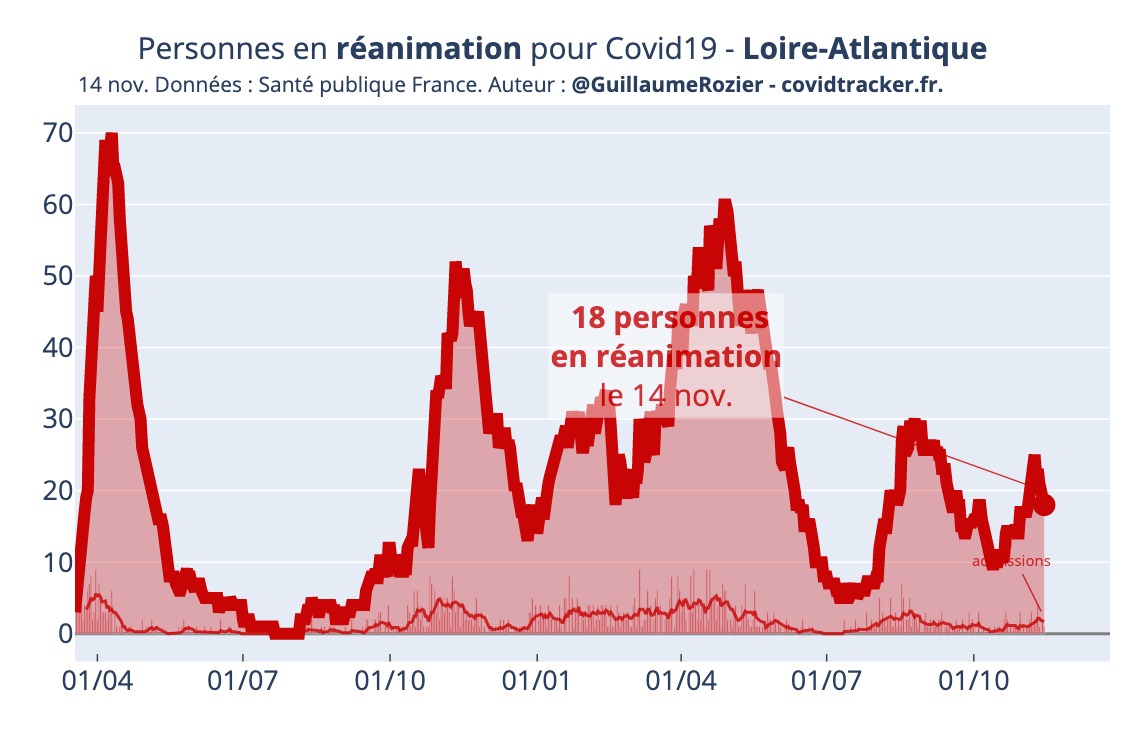 Personnes en réanimation pour Covid19 - Loire-Atlantique
14 nov. Données : Santé publique France. Auteur : @GuillaumeRozier - covidtracker.fr.
70
60
50
40
30
20
10
0
18 personnes
en réanimation
le 14 nov.
admissions
01/04
01/07
01/10
01/01
01/04
01/07
01/10